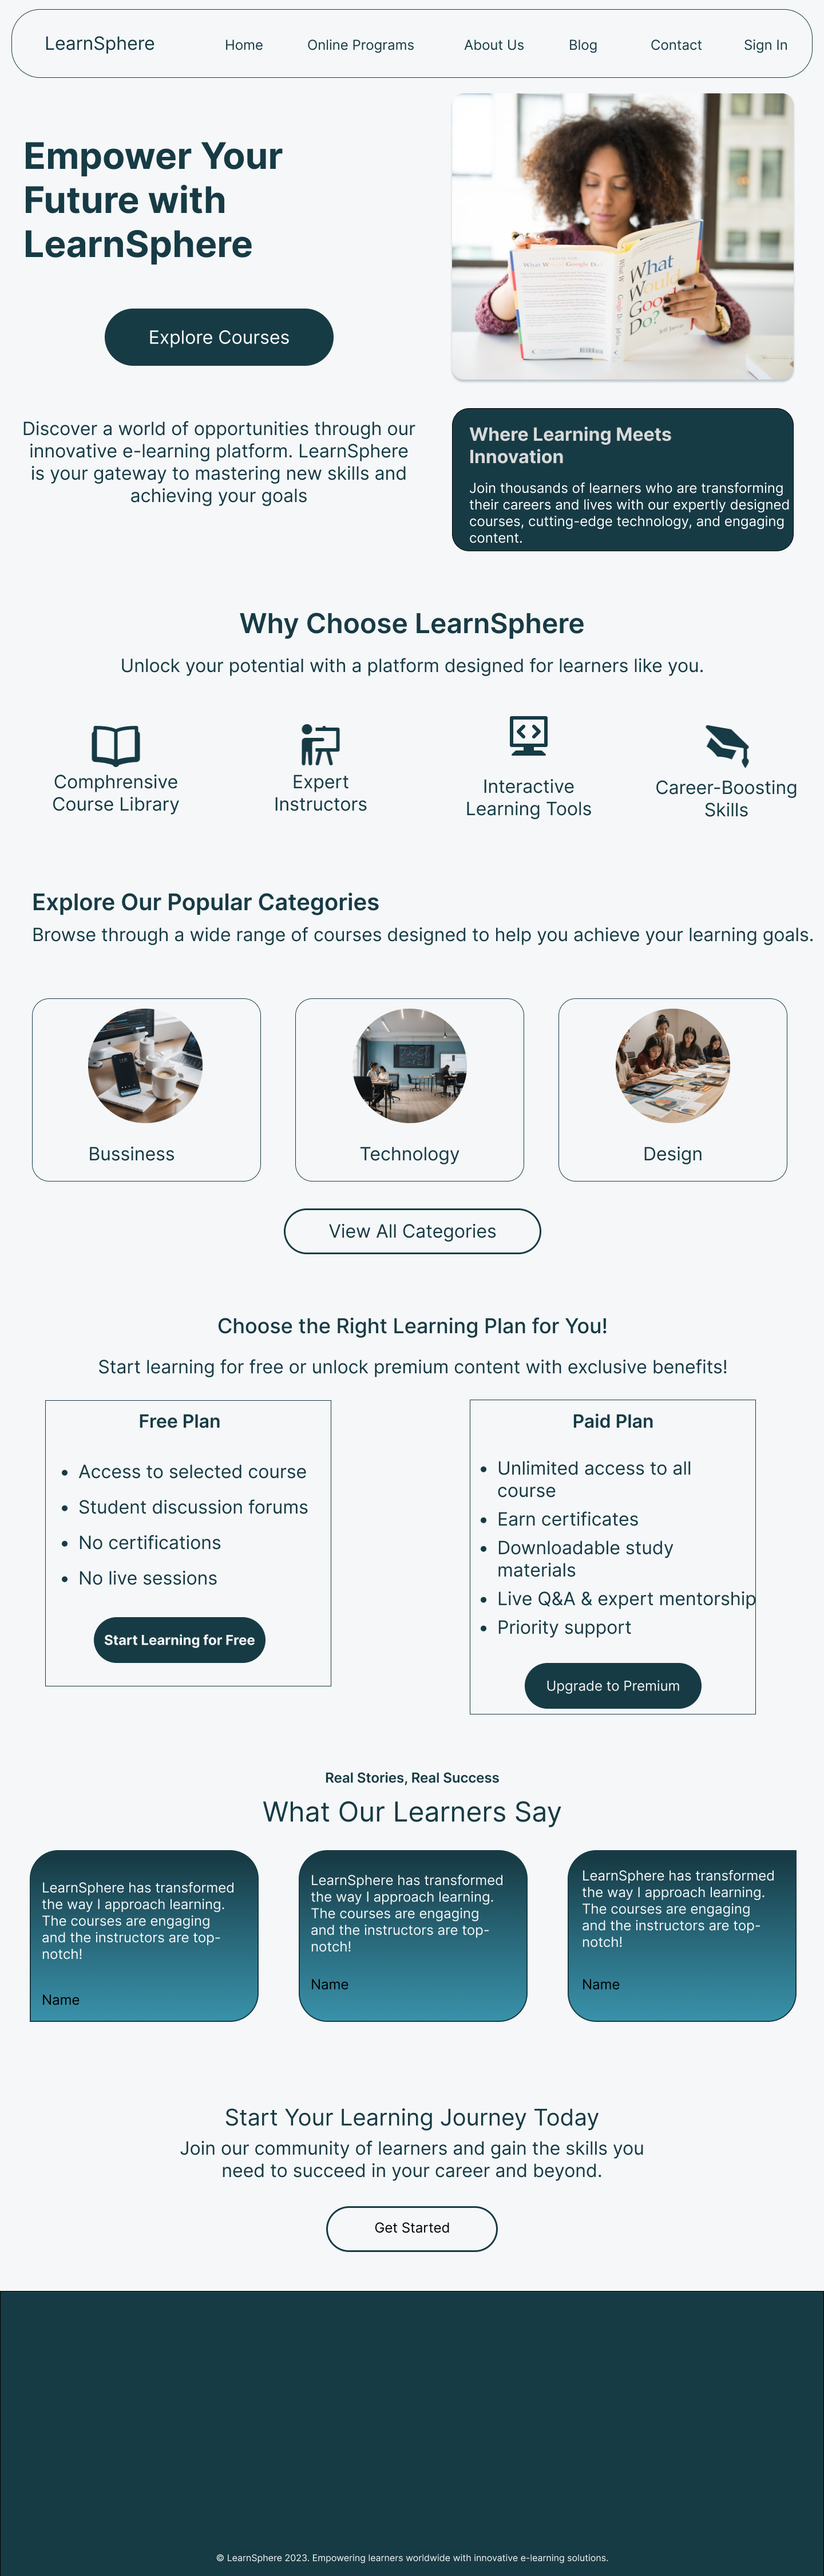 LearnSphere
Home
Online Programs
About Us
Blog
Contact
Sign In
Empower Your
Future with
LearnSphere
Explore Courses
What Would Google Do?
What
Would
Google
Do?
Jeff Jarvis
Discover a world of opportunities through our
innovative e-learning platform. LearnSphere
is your gateway to mastering new skills and
achieving your goals
Where Learning Meets
Innovation
Join thousands of learners who are transforming
their careers and lives with our expertly designed
courses, cutting-edge technology, and engaging
content.
Why Choose LearnSphere
Unlock your potential with a platform designed for learners like you.
Comphrensive
Course Library
Expert
Instructors
Interactive
Learning Tools
Career-Boosting
Skills
Explore Our Popular Categories
Browse through a wide range of courses designed to help you achieve your learning goals.
Bussiness
Technology
Design
View All Categories
Choose the Right Learning Plan for You!
Start learning for free or unlock premium content with exclusive benefits!
Free Plan
• Access to selected course
• Student discussion forums
• No certifications
• No live sessions
Start Learning for Free
Paid Plan
• Unlimited access to all
course
• Earn certificates
• Downloadable study
materials
• Live Q&A & expert mentorship
• Priority support
Upgrade to Premium
Real Stories, Real Success
What Our Learners Say
LearnSphere has transformed
the way I approach learning.
The courses are engaging
and the instructors are top-
notch!
Name
LearnSphere has transformed
the way I approach learning.
The courses are engaging
and the instructors are top-
notch!
Name
LearnSphere has transformed
the way I approach learning.
The courses are engaging
and the instructors are top-
notch!
Name
Start Your Learning Journey Today
Join our community of learners and gain the skills you
need to succeed in your career and beyond.
Get Started
© LearnSphere 2023. Empowering learners worldwide with innovative e-learning solutions.